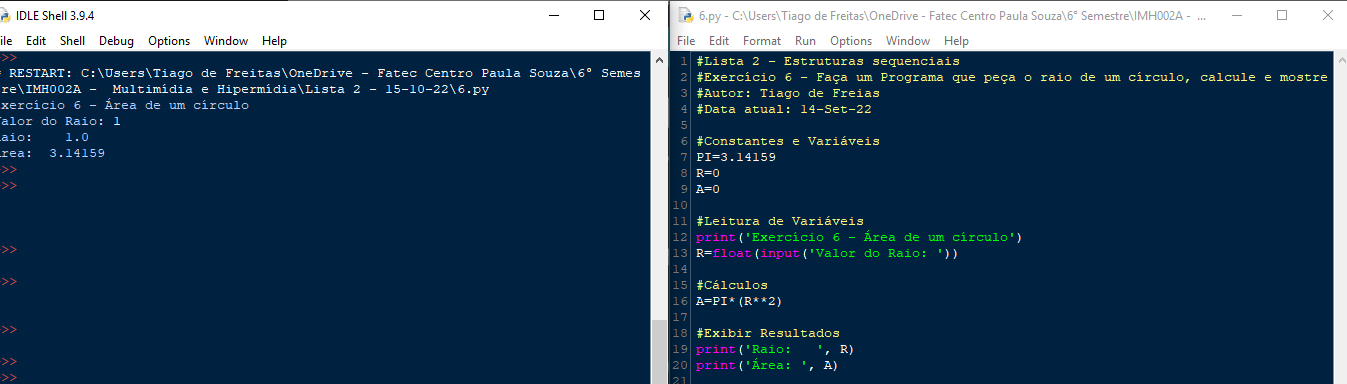 IDLE Shell 3.9.4
ile Edit Shell Debug Options Window Help
>>>
= RESTART: C:\Users\Tiago de Freitas\OneDrive - Fatec Centro Paula Souza\6° Semes
re\IMH002A -  Multimídia e Hipermídia\Lista 2 - 15-10-22\6.py
xercício 6 - Área de um círculo
alor do Raio: 1
aio:    1.0
rea:  3.14159
>>>
>>>
>>>
>>>
>>>
>>>
>>>
6.py - C:\Users\Tiago de Freitas\OneDrive - Fatec Centro Paula Souza\6° Semestre\IMH002A -  ...
File Edit Format Run Options Window Help
1 #Lista 2 - Estruturas sequenciais
2 #Exercício 6 - Faça um Programa que peça o raio de um círculo, calcule e mostre
3 #Autor: Tiago de Freias
4 #Data atual: 14-Set-22
5
6 #Constantes e Variáveis
7 PI=3.14159
8 R=0
9 A=0
10
11 #Leitura de Variáveis
12 print('Exercício 6 - Área de um círculo')
13 R=float(input('Valor do Raio: '))
14
15 #Cálculos
16 A=PI*(R**2)
17
18 #Exibir Resultados
19 print('Raio:   ', R)
20 print('Área: ', A)
21